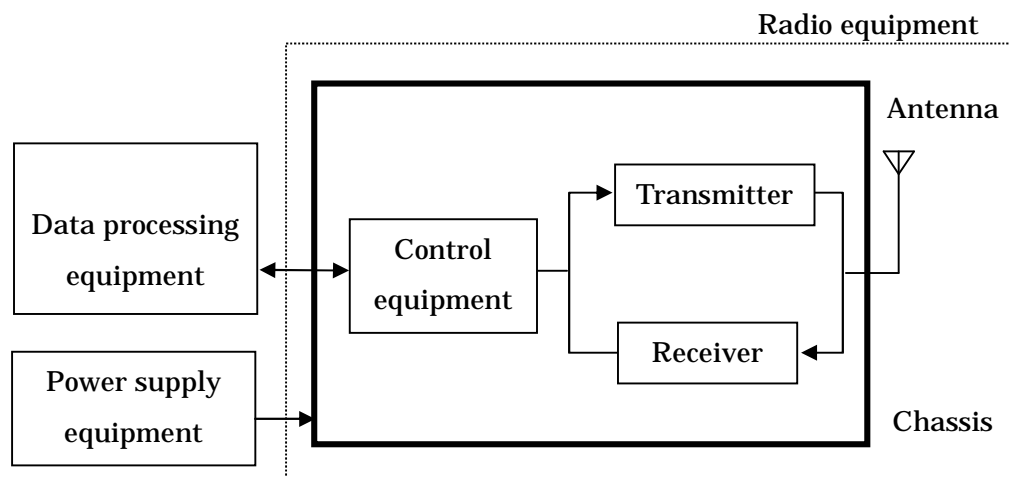 Radio equipment
Antenna
Transmitter
Data processing
equipment
Control
equipment
Receiver
Power supply
equipment
Chassis